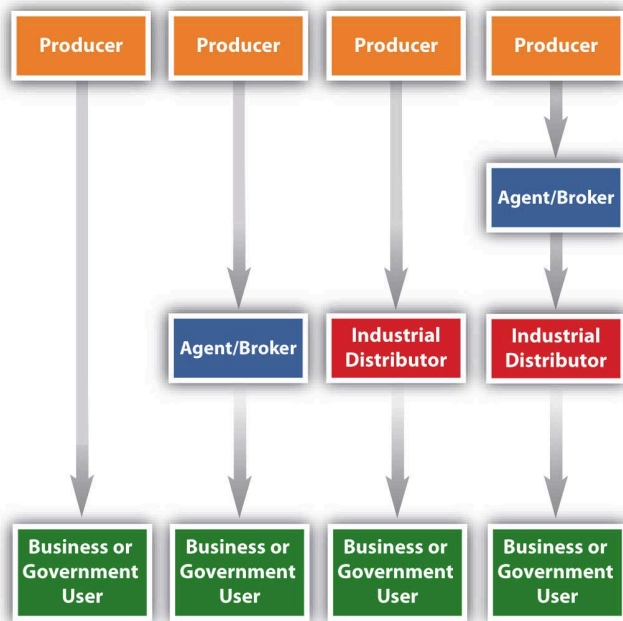 Producer
Producer
Producer
Producer
Agent/Broker
Agent/Broker
Industrial
Distributor
Industrial
Distributor
Business or
Government
User
Business or
Government
User
Business or
Government
User
Business or
Government
User